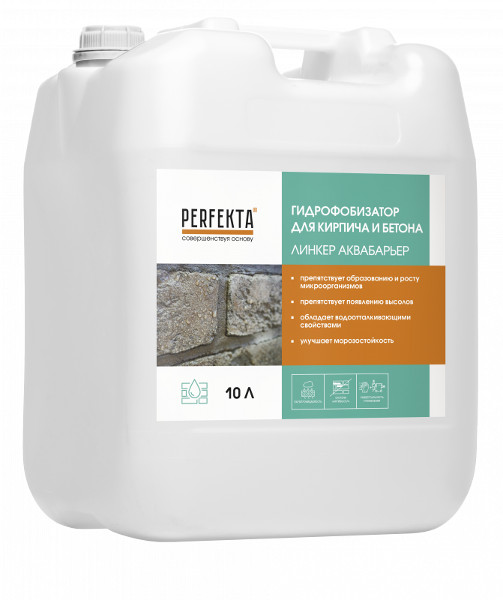 PERFEKTA
совершенствуя основу
10 Л
ГИДРОФОБИЗАТОР
ДЛЯ КИРПИЧА И БЕТОНА
ЛИНКЕР АКВАБАРЬЕР
• препятствует образованию и росту
микроорганизмов
• препятствует появлению высолов
• обладает водоотталкивающими
свойствами
• улучшает морозостойкость